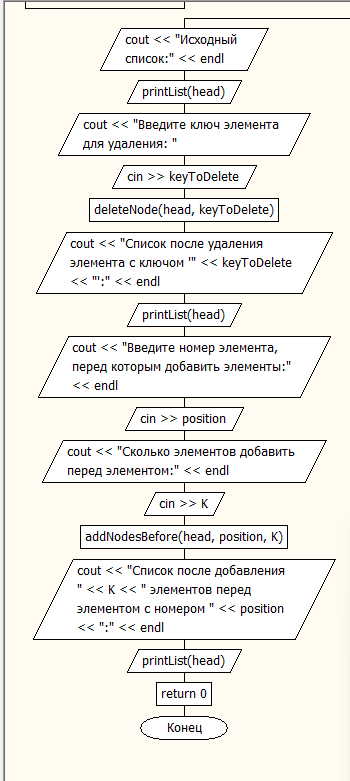 cout << "Исходный
список:" << endl
printList(head)
cout << "Введите ключ элемента
для удаления: "
cin >> keyToDelete
deleteNode(head, keyToDelete)
cout << "Список после удаления
элемента с ключом '" << keyToDelete
<< "':" << endl
printList(head)
cout << "Введите номер элемента,
перед которым добавить элементы:"
<< endl
cin >> position
cout << "Сколько элементов добавить
перед элементом:" << endl
cin >> K
addNodesBefore(head, position, K)
cout << "Список после добавления
" << K << " элементов перед
элементом с номером " << position
<< ":" << endl
printList(head)
return 0
Конец